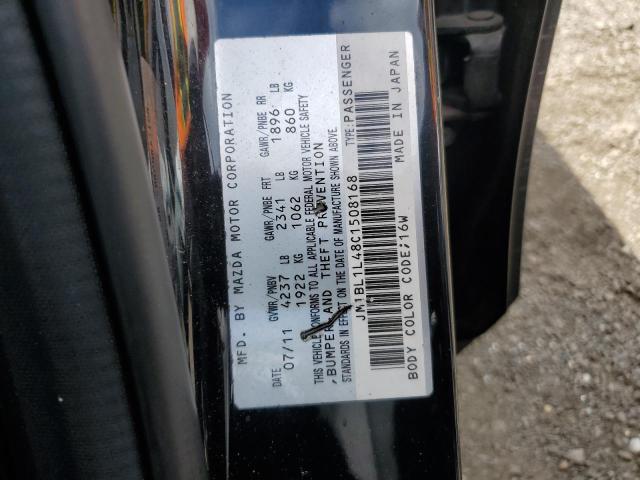 MFD. BY MAZDA MOTOR CORPORATION
DATE GVWR/PNBV GAWR/PNBE FRT GAWR/PNBE RR
07/11 4237 LB 2341 LB 1896 LB
1922 KG 1062 KG 860 KG
THIS VEHICLE CONFORMS TO ALL APPLICABLE FEDERAL MOTOR VEHICLE SAFETY
, BUMPER, AND THEFT PREVENTION
STANDARDS IN EFFECT ON THE DATE OF MANUFACTURE SHOWN ABOVE.
JM1BL1L48C1508168 TYPE:PASSENGER
BODY COLOR CODE:16W MADE IN JAPAN